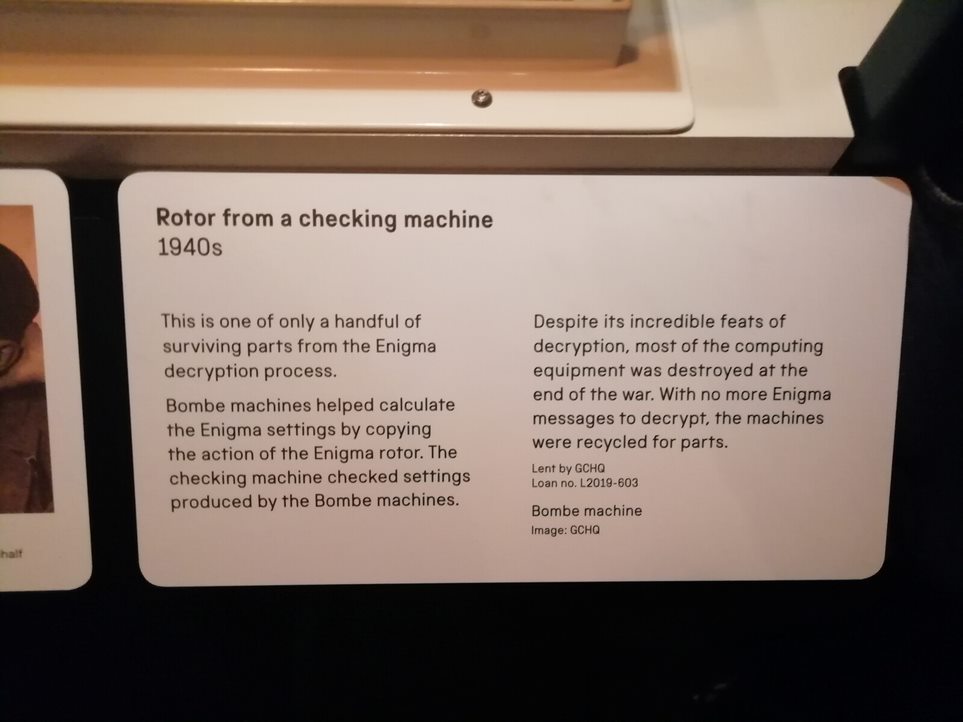 Rotor from a checking machine
1940s
This is one of only a handful of
surviving parts from the Enigma
decryption process.
Bombe machines helped calculate
the Enigma settings by copying
the action of the Enigma rotor. The
checking machine checked settings
produced by the Bombe machines.
Despite its incredible feats of
decryption, most of the computing
equipment was destroyed at the
end of the war. With no more Enigma
messages to decrypt, the machines
were recycled for parts.
Lent by GCHQ
Loan no. L2019-603
Bombe machine
Image: GCHQ
half